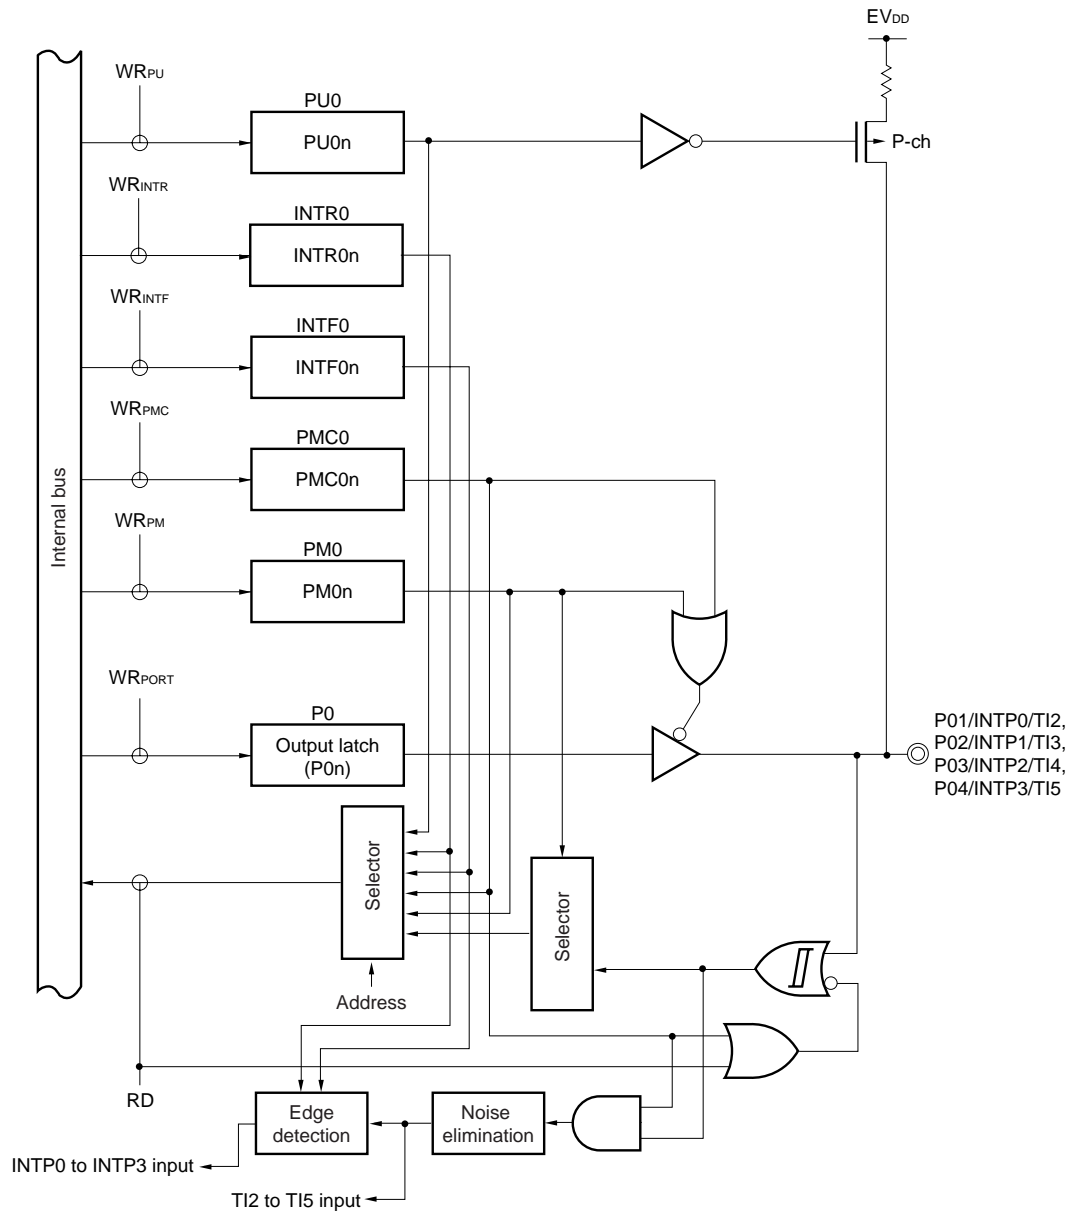 EVDD
WRPU
PU0
PU0n
P-ch
WRINTR
INTR0
INTR0n
WRINTF
INTF0
INTF0n
WRPMC
PMC0
PMC0n
Internal bus
WRPM
PM0
PM0n
WRPORT
P0
Output latch
(P0n)
P01/INTP0/TI2,
P02/INTP1/TI3,
P03/INTP2/TI4,
P04/INTP3/TI5
Selector
Selector
Address
RD
Edge
detection
Noise
elimination
INTP0 to INTP3 input
TI2 to TI5 input